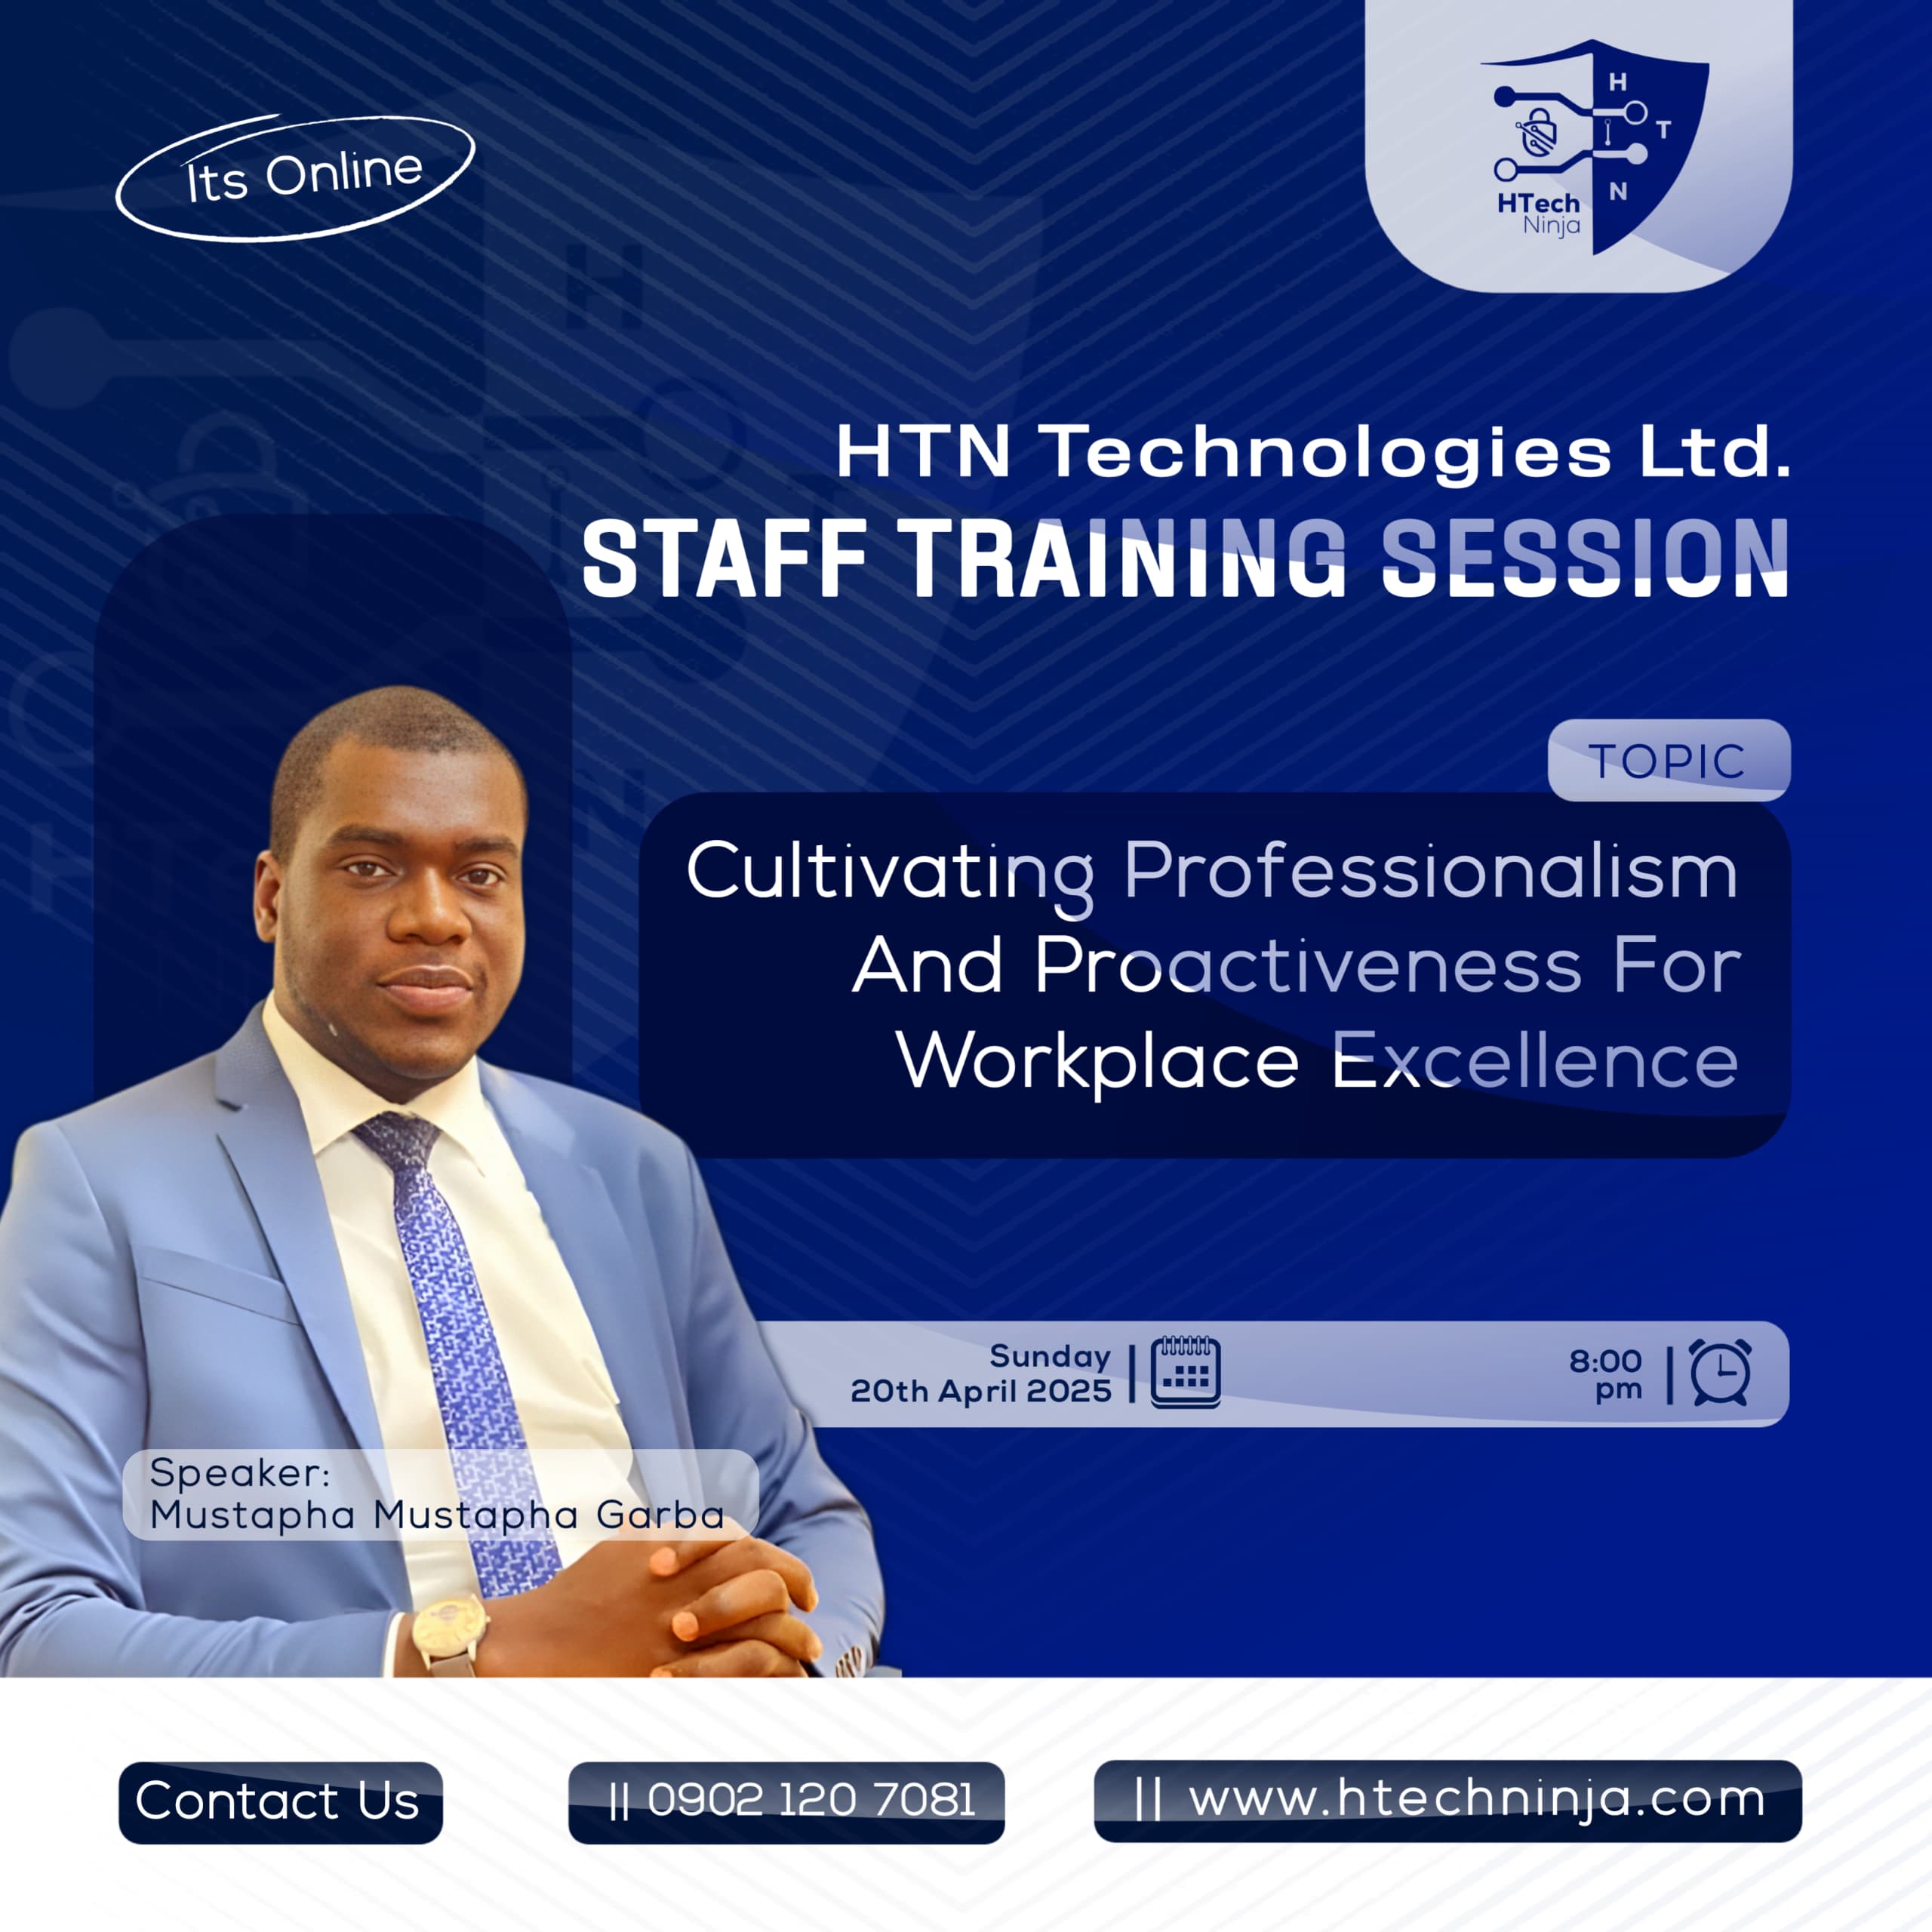 Its Online
H
T
I
N
HTech
Ninja
HTN Technologies Ltd.
STAFF TRAINING SESSION
TOPIC
Cultivating Professionalism
And Proactiveness For
Workplace Excellence
Sunday
20th April 2025
8:00
pm
Speaker:
Mustapha Mustapha Garba
Contact Us
|| 0902 120 7081
|| www.htechninja.com